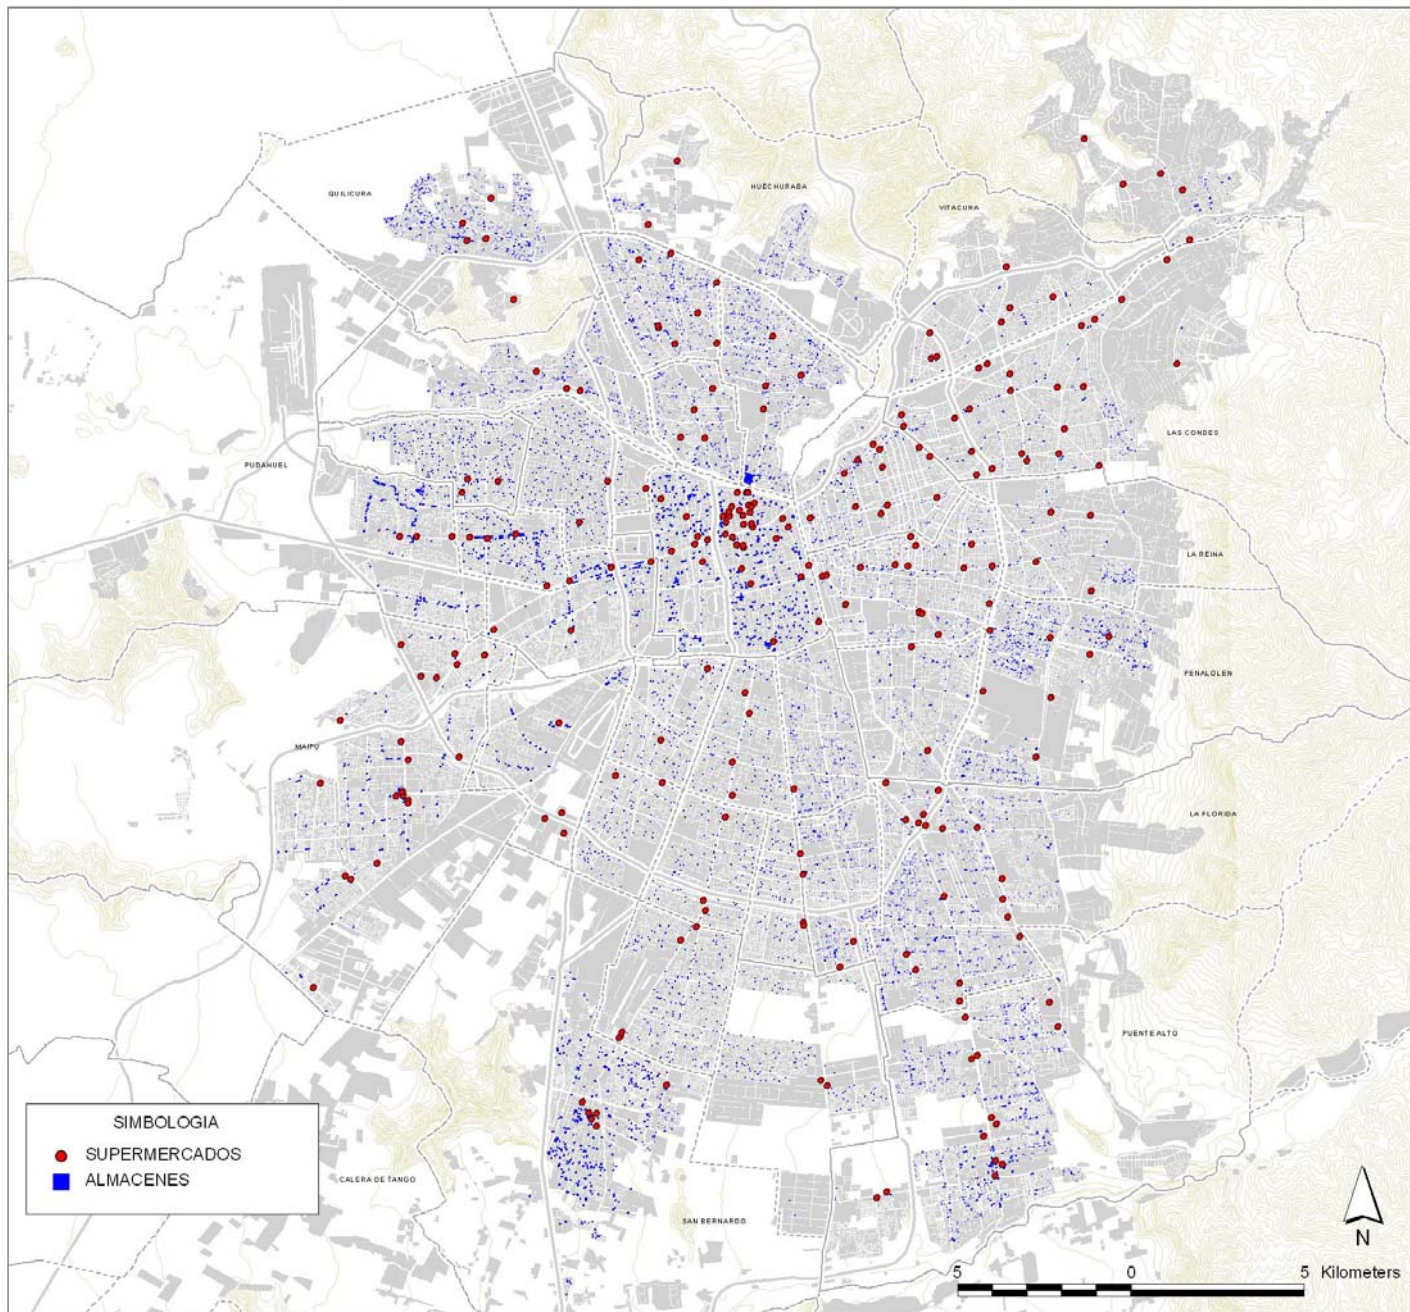 QUILICURA
HUECHURABA
VITACURA
LAS CONDES
PUDAHUEL
LA REINA
PEÑALOLEN
MAIPU
LA FLORIDA
PUENTE ALTO
SIMBOLOGIA
SUPERMERCADOS
ALMACENES
CALERA DE TANGO
SAN BERNARDO
N
5 0 5 Kilometers